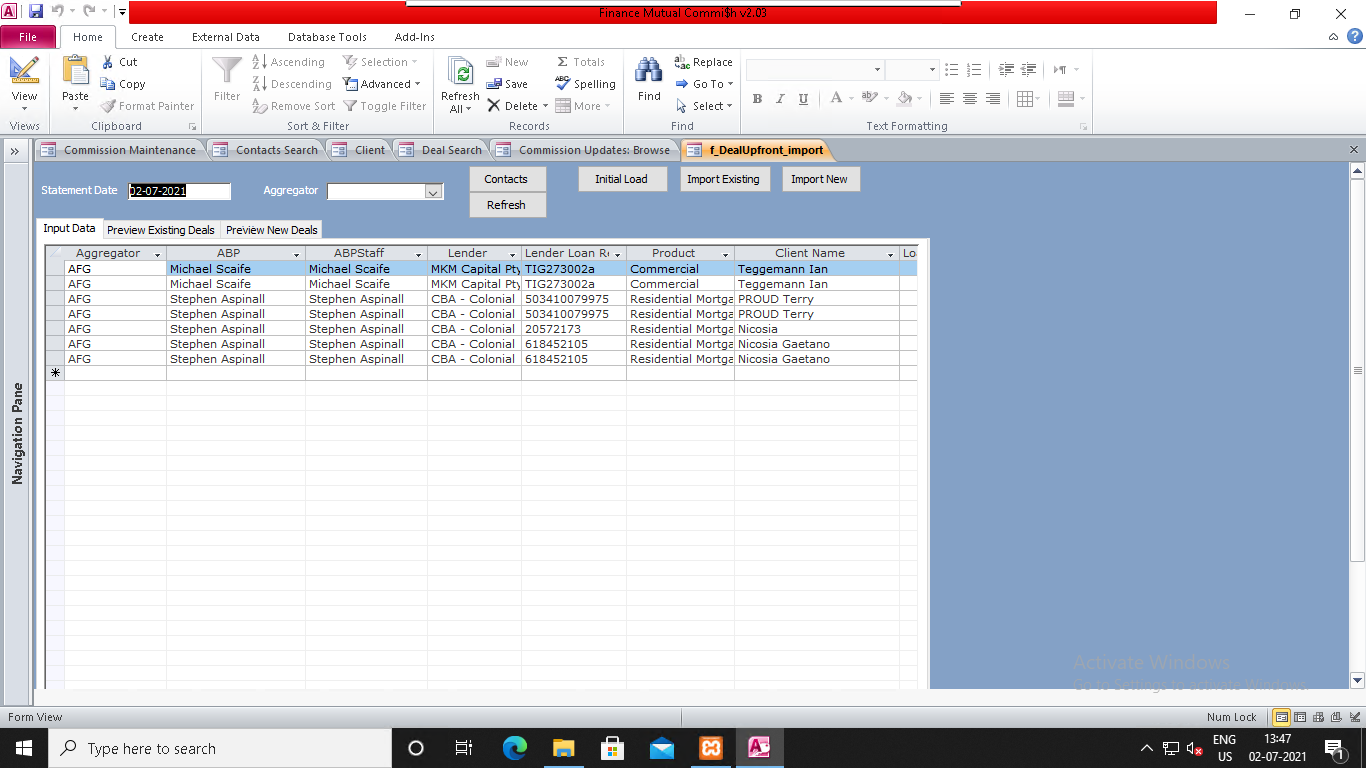 Finance Mutual Commi$h v2.03
File Home Create External Data Database Tools Add-Ins
View
Views
Paste
Cut
Copy
Format Painter
Clipboard
Filter
Ascending
Descending
Remove Sort
Selection
Advanced
Toggle Filter
Sort & Filter
Refresh All
New
Save
Delete
Totals
Spelling
More
Records
Find
Replace
Go To
Select
Find
B I U
A
ab
Text Formatting
Commission Maintenance Contacts Search Client Deal Search Commission Updates: Browse f_DealUpfront_import
Navigation Pane
Statement Date 02-07-2021 Aggregator Contacts Initial Load Import Existing Import New
Refresh
Input Data Preview Existing Deals Preview New Deals
Aggregator ABP ABPStaff Lender Lender Loan Re Product Client Name Lo
AFG Michael Scaife Michael Scaife MKM Capital Pty TIG273002a Commercial Teggemann Ian
AFG Michael Scaife Michael Scaife MKM Capital Pty TIG273002a Commercial Teggemann Ian
AFG Stephen Aspinall Stephen Aspinall CBA - Colonial 503410079975 Residential Mortga PROUD Terry
AFG Stephen Aspinall Stephen Aspinall CBA - Colonial 503410079975 Residential Mortga PROUD Terry
AFG Stephen Aspinall Stephen Aspinall CBA - Colonial 20572173 Residential Mortga Nicosia
AFG Stephen Aspinall Stephen Aspinall CBA - Colonial 618452105 Residential Mortga Nicosia Gaetano
AFG Stephen Aspinall Stephen Aspinall CBA - Colonial 618452105 Residential Mortga Nicosia Gaetano
Activate Windows
Go to Settings to activate Windows.
Form View Num Lock
Type here to search
ENG
US
13:47
02-07-2021
1